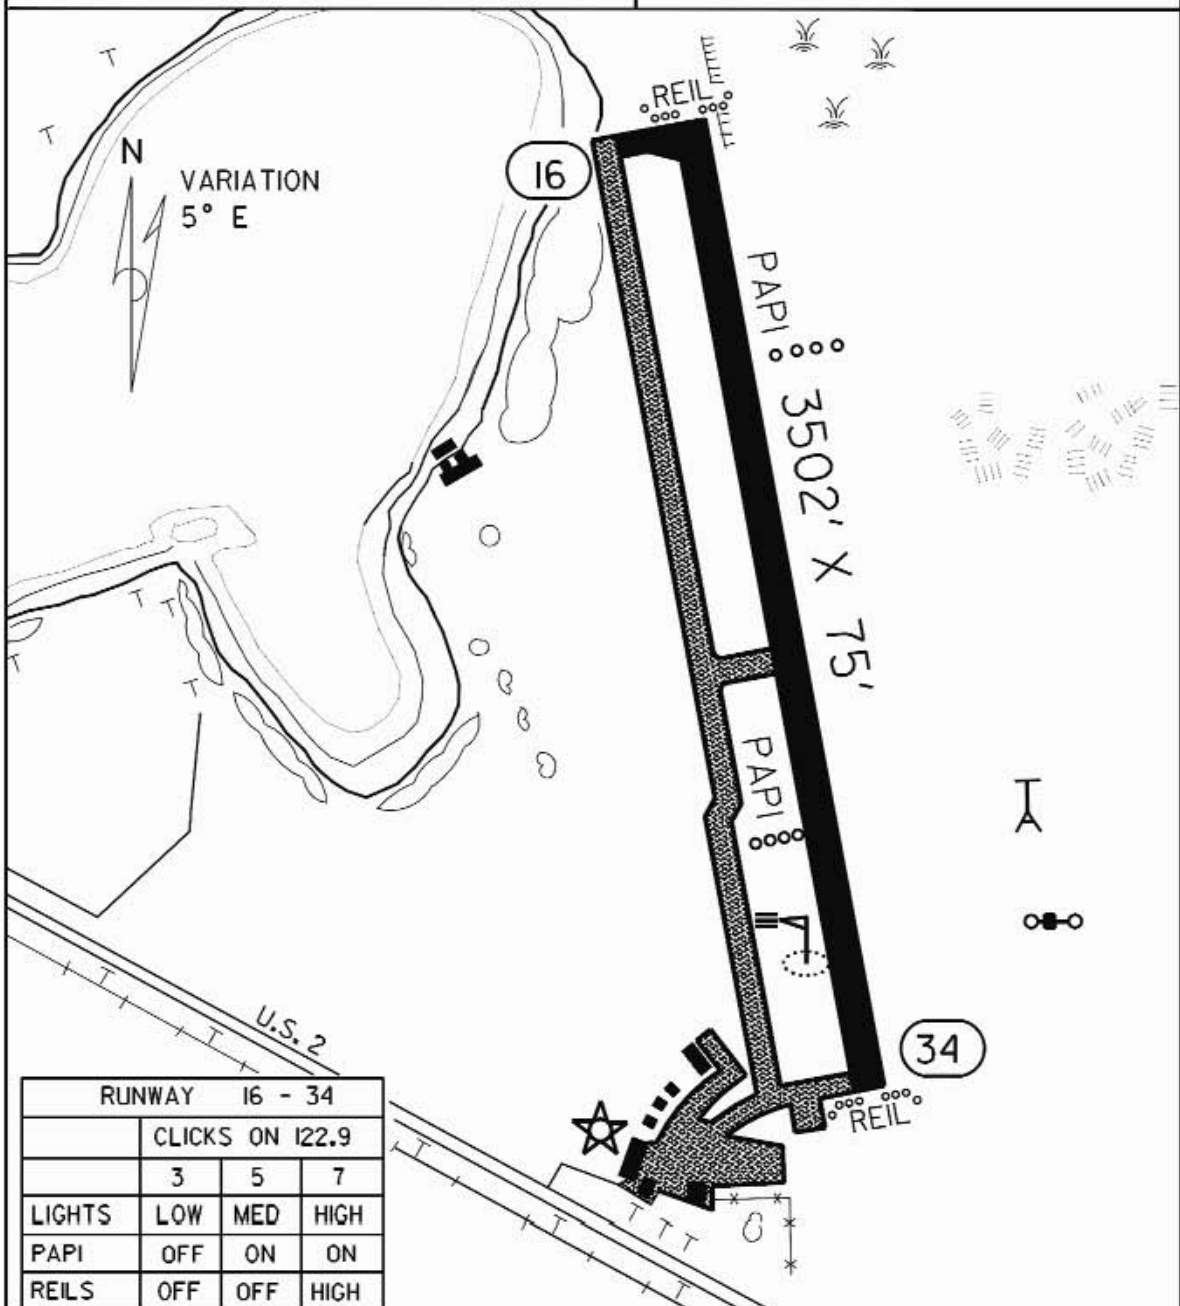 REIL
16
N
VARIATION
5° E
PAPI
3502' X 75'
PAPI
34
REIL
U.S. 2
RUNWAY 16 - 34
CLICKS ON 122.9
3 5 7
LIGHTS LOW MED HIGH
PAPI OFF ON ON
REILS OFF OFF HIGH